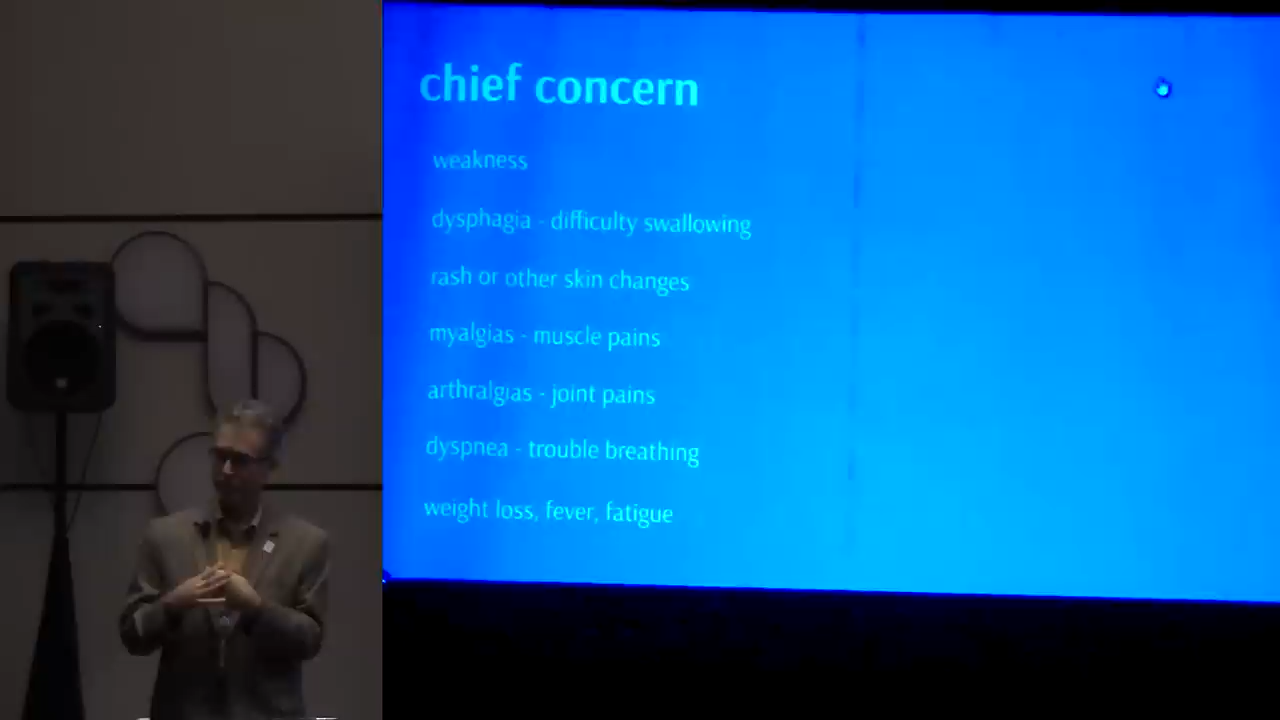 chief concern
weakness
dysphagia - difficulty swallowing
rash or other skin changes
myalgias - muscle pains
arthralgias - joint pains
dyspnea - trouble breathing
weight loss, fever, fatigue